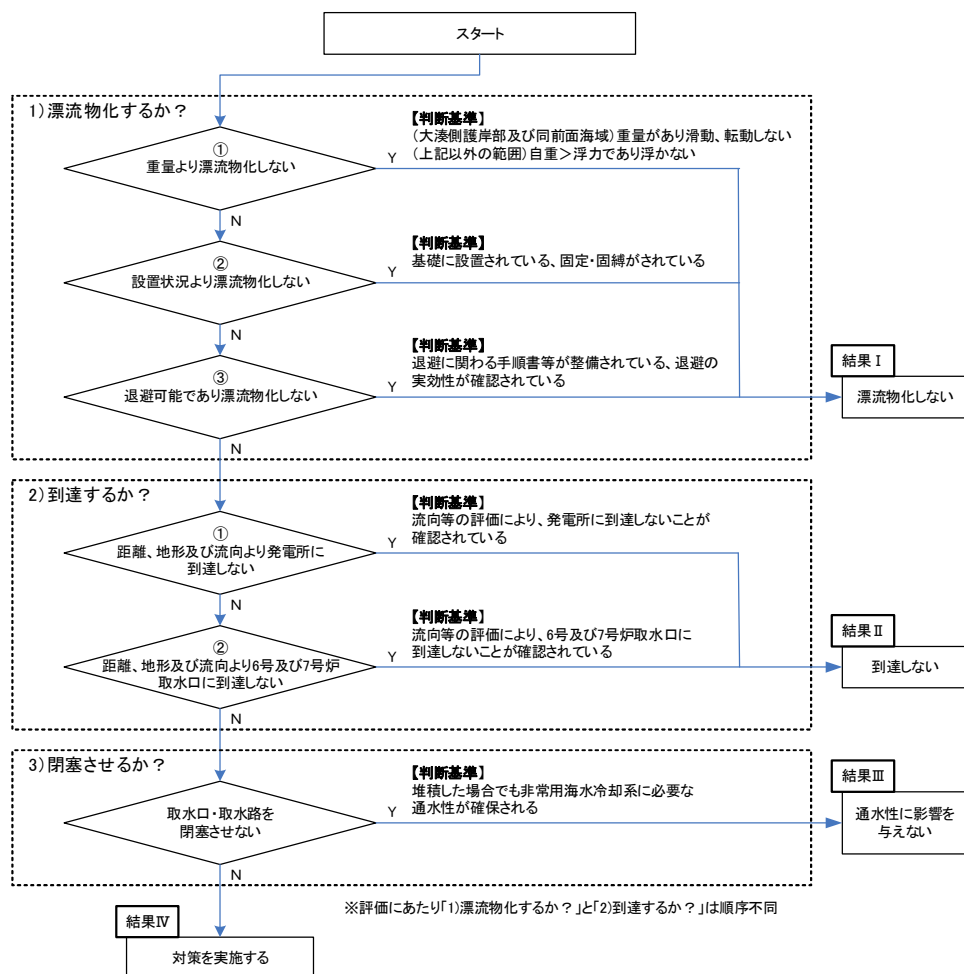 スタート
1)漂流物化するか？
①
重量より漂流物化しない
Y
N
【判断基準】
(大湊側護岸部及び同前面海域)重量があり滑動、転動しない
(上記以外の範囲)自重＞浮力であり浮かない
②
設置状況より漂流物化しない
Y
N
【判断基準】
基礎に設置されている、固定・固縛がされている
③
退避可能であり漂流物化しない
Y
N
【判断基準】
退避に関わる手順書等が整備されている、退避の
実効性が確認されている
結果Ⅰ
漂流物化しない
2)到達するか？
①
距離、地形及び流向より発電所に
到達しない
Y
N
【判断基準】
流向等の評価により、発電所に到達しないことが
確認されている
②
距離、地形及び流向より6号及び7号炉
取水口に到達しない
Y
N
【判断基準】
流向等の評価により、6号及び7号炉取水口に
到達しないことが確認されている
結果Ⅱ
到達しない
3)閉塞させるか？
取水口・取水路を
閉塞させない
Y
N
【判断基準】
堆積した場合でも非常用海水冷却系に必要な
通水性が確保される
結果Ⅲ
通水性に影響を
与えない
※評価にあたり「1)漂流物化するか？」と「2)到達するか？」は順序不同
結果Ⅳ
対策を実施する